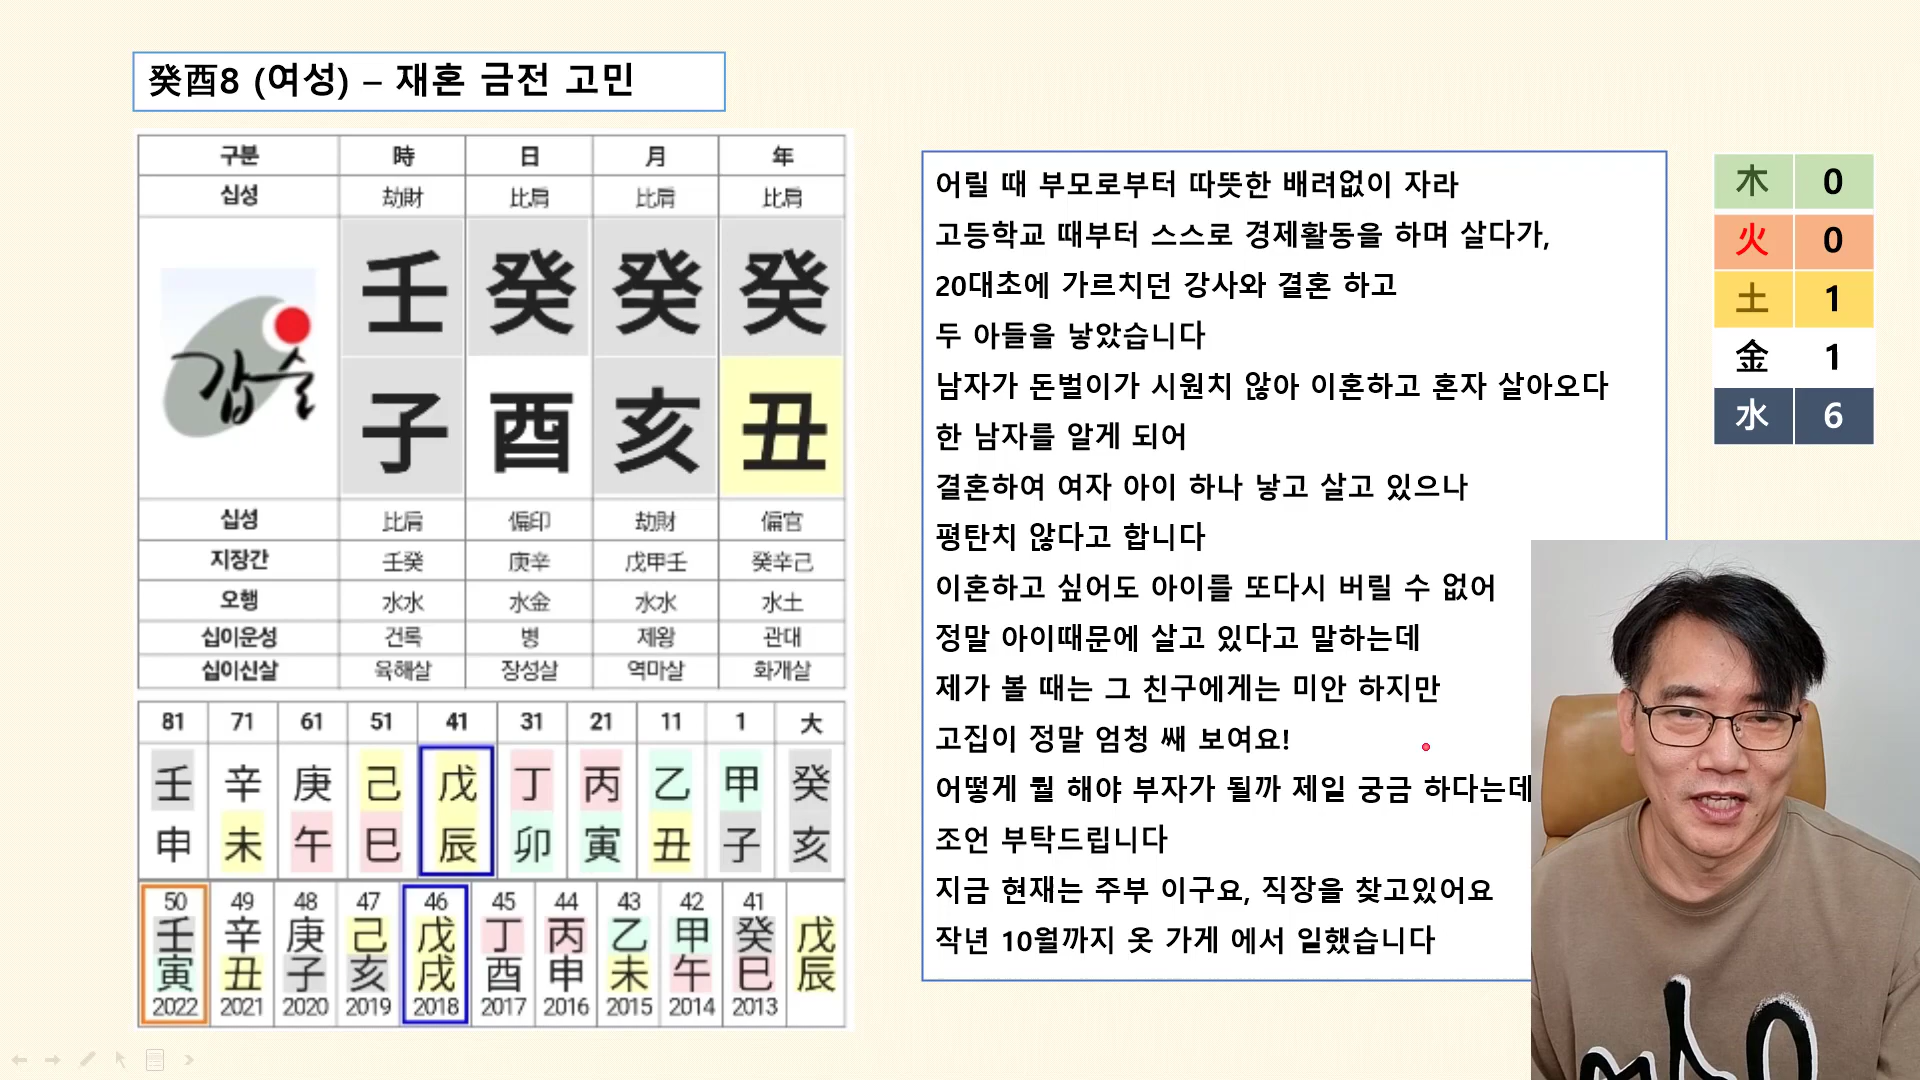 癸酉8 (여성) – 재혼 금전 고민
구분 時 日 月 年
십성 劫財 比肩 比肩 比肩
壬 癸 癸 癸
갑술
子 酉 亥 丑
십성 比肩 偏印 劫財 偏官
지장간 壬癸 庚辛 戊甲壬 癸辛己
오행 水水 水金 水水 水土
십이운성 건록 병 제왕 관대
십이신살 육해살 장성살 역마살 화개살
81 71 61 51 41 31 21 11 1 大
壬 辛 庚 己 戊 丁 丙 乙 甲 癸
申 未 午 巳 辰 卯 寅 丑 子 亥
50 49 48 47 46 45 44 43 42 41
壬 辛 庚 己 戊 丁 丙 乙 甲 癸 戊
寅 丑 子 亥 戌 酉 申 未 午 巳 辰
2022 2021 2020 2019 2018 2017 2016 2015 2014 2013
어릴 때 부모로부터 따뜻한 배려없이 자라
고등학교 때부터 스스로 경제활동을 하며 살다가,
20대초에 가르치던 강사와 결혼 하고
두 아들을 낳았습니다
남자가 돈벌이가 시원치 않아 이혼하고 혼자 살아오다
한 남자를 알게 되어
결혼하여 여자 아이 하나 낳고 살고 있으나
평탄치 않다고 합니다
이혼하고 싶어도 아이를 또다시 버릴 수 없어
정말 아이때문에 살고 있다고 말하는데
제가 볼 때는 그 친구에게는 미안 하지만
고집이 정말 엄청 쌔 보여요!
어떻게 뭘 해야 부자가 될까 제일 궁금 하다는데
조언 부탁드립니다
지금 현재는 주부 이구요, 직장을 찾고있어요
작년 10월까지 옷 가게 에서 일했습니다
木 0
火 0
土 1
金 1
水 6